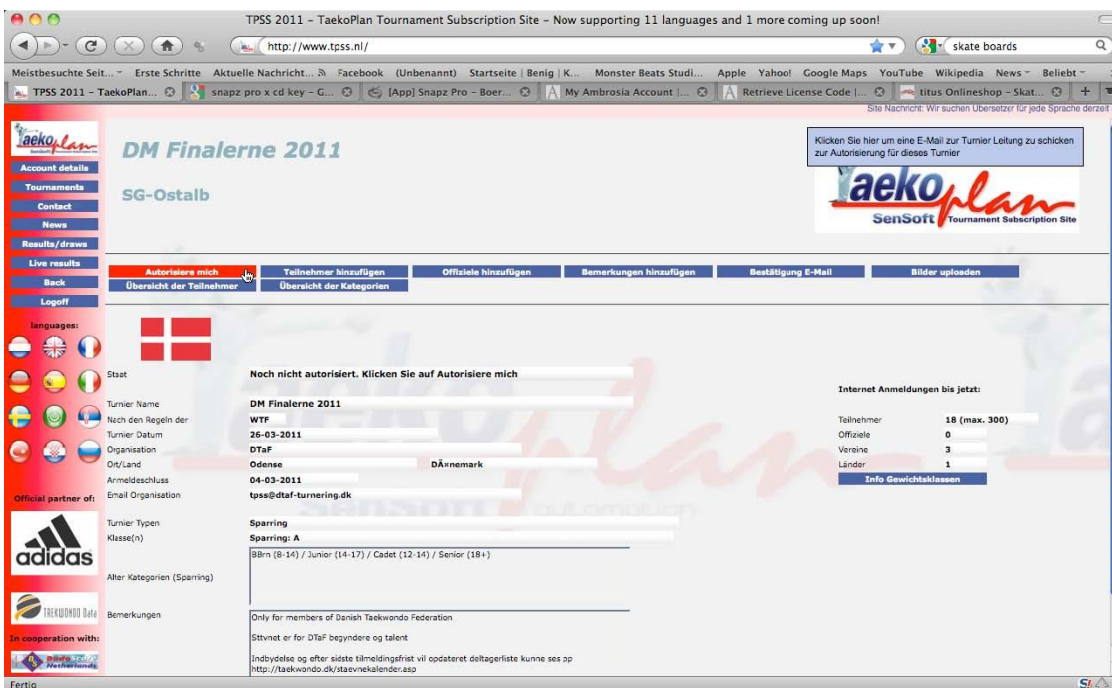 TPSS 2011 – TaekoPlan Tournament Subscription Site – Now supporting 11 languages and 1 more coming up soon!
http://www.tpss.nl/
skate boards
Meistbesuchte Seit... Erste Schritte Aktuelle Nachricht... Facebook (Unbenannt) Startseite | Benig | K... Monster Beats Studi... Apple Yahoo! Google Maps YouTube Wikipedia News Beliebt
TPSS 2011 – TaekoPlan... snapz pro x cd key – G... [App] Snapz Pro – Boer... My Ambrosia Account |... Retrieve License Code |... titus Onlineshop – Skat...
Site Nachricht: Wir suchen Übersetzer für jede Sprache derzeit
Taekoplan
Account details
Tournaments
Contact
News
Results/draws
Live results
Back
Logoff
languages:
Official partner of:
adidas
TAEKWONDO Data
In cooperation with:
Budo
Netherlands
DM Finalerne 2011
SG-Ostalb
Klicken Sie hier um eine E-Mail zur Turnier Leitung zu schicken
zur Autorisierung für dieses Turnier
Taekoplan
SenSoft Tournament Subscription Site
Autorisiere mich Teilnehmer hinzufügen Offiziele hinzufügen Bemerkungen hinzufügen Bestätigung E-Mail Bilder uploaden
Übersicht der Teilnehmer Übersicht der Kategorien
Staat Noch nicht autorisiert. Klicken Sie auf Autorisiere mich
Turnier Name DM Finalerne 2011
Nach den Regeln der WTF
Turnier Datum 26-03-2011
Organisation DTaF
Ort/Land Odense DÄ¤nemark
Anmeldeschluss 04-03-2011
Email Organisation tpss@dtaf-turnering.dk
Turnier Typen Sparring
Klasse(n) Sparring: A
Alter Kategorien (Sparring) BBrn (8-14) / Junior (14-17) / Cadet (12-14) / Senior (18+)
Bemerkungen Only for members of Danish Taekwondo Federation
Sttvnet er for DTaF begyndere og talent
Indbydelse og efter sidste tilmeldingsfrist vil opdateret deltagerliste kunne ses pp
http://taekwondo.dk/staevnekalender.asp
Internet Anmeldungen bis jetzt:
Teilnehmer 18 (max. 300)
Offiziele 0
Vereine 3
Länder 1
Info Gewichtsklassen
Fertig